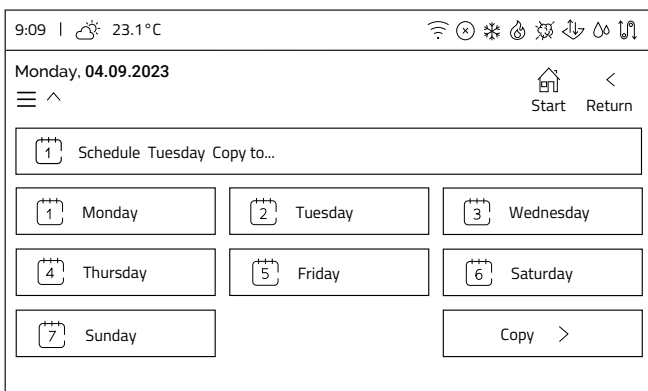 9:09 | 23.1°C
Monday, 04.09.2023
Start Return
1 Schedule Tuesday Copy to...
1 Monday 2 Tuesday 3 Wednesday
4 Thursday 5 Friday 6 Saturday
7 Sunday Copy >